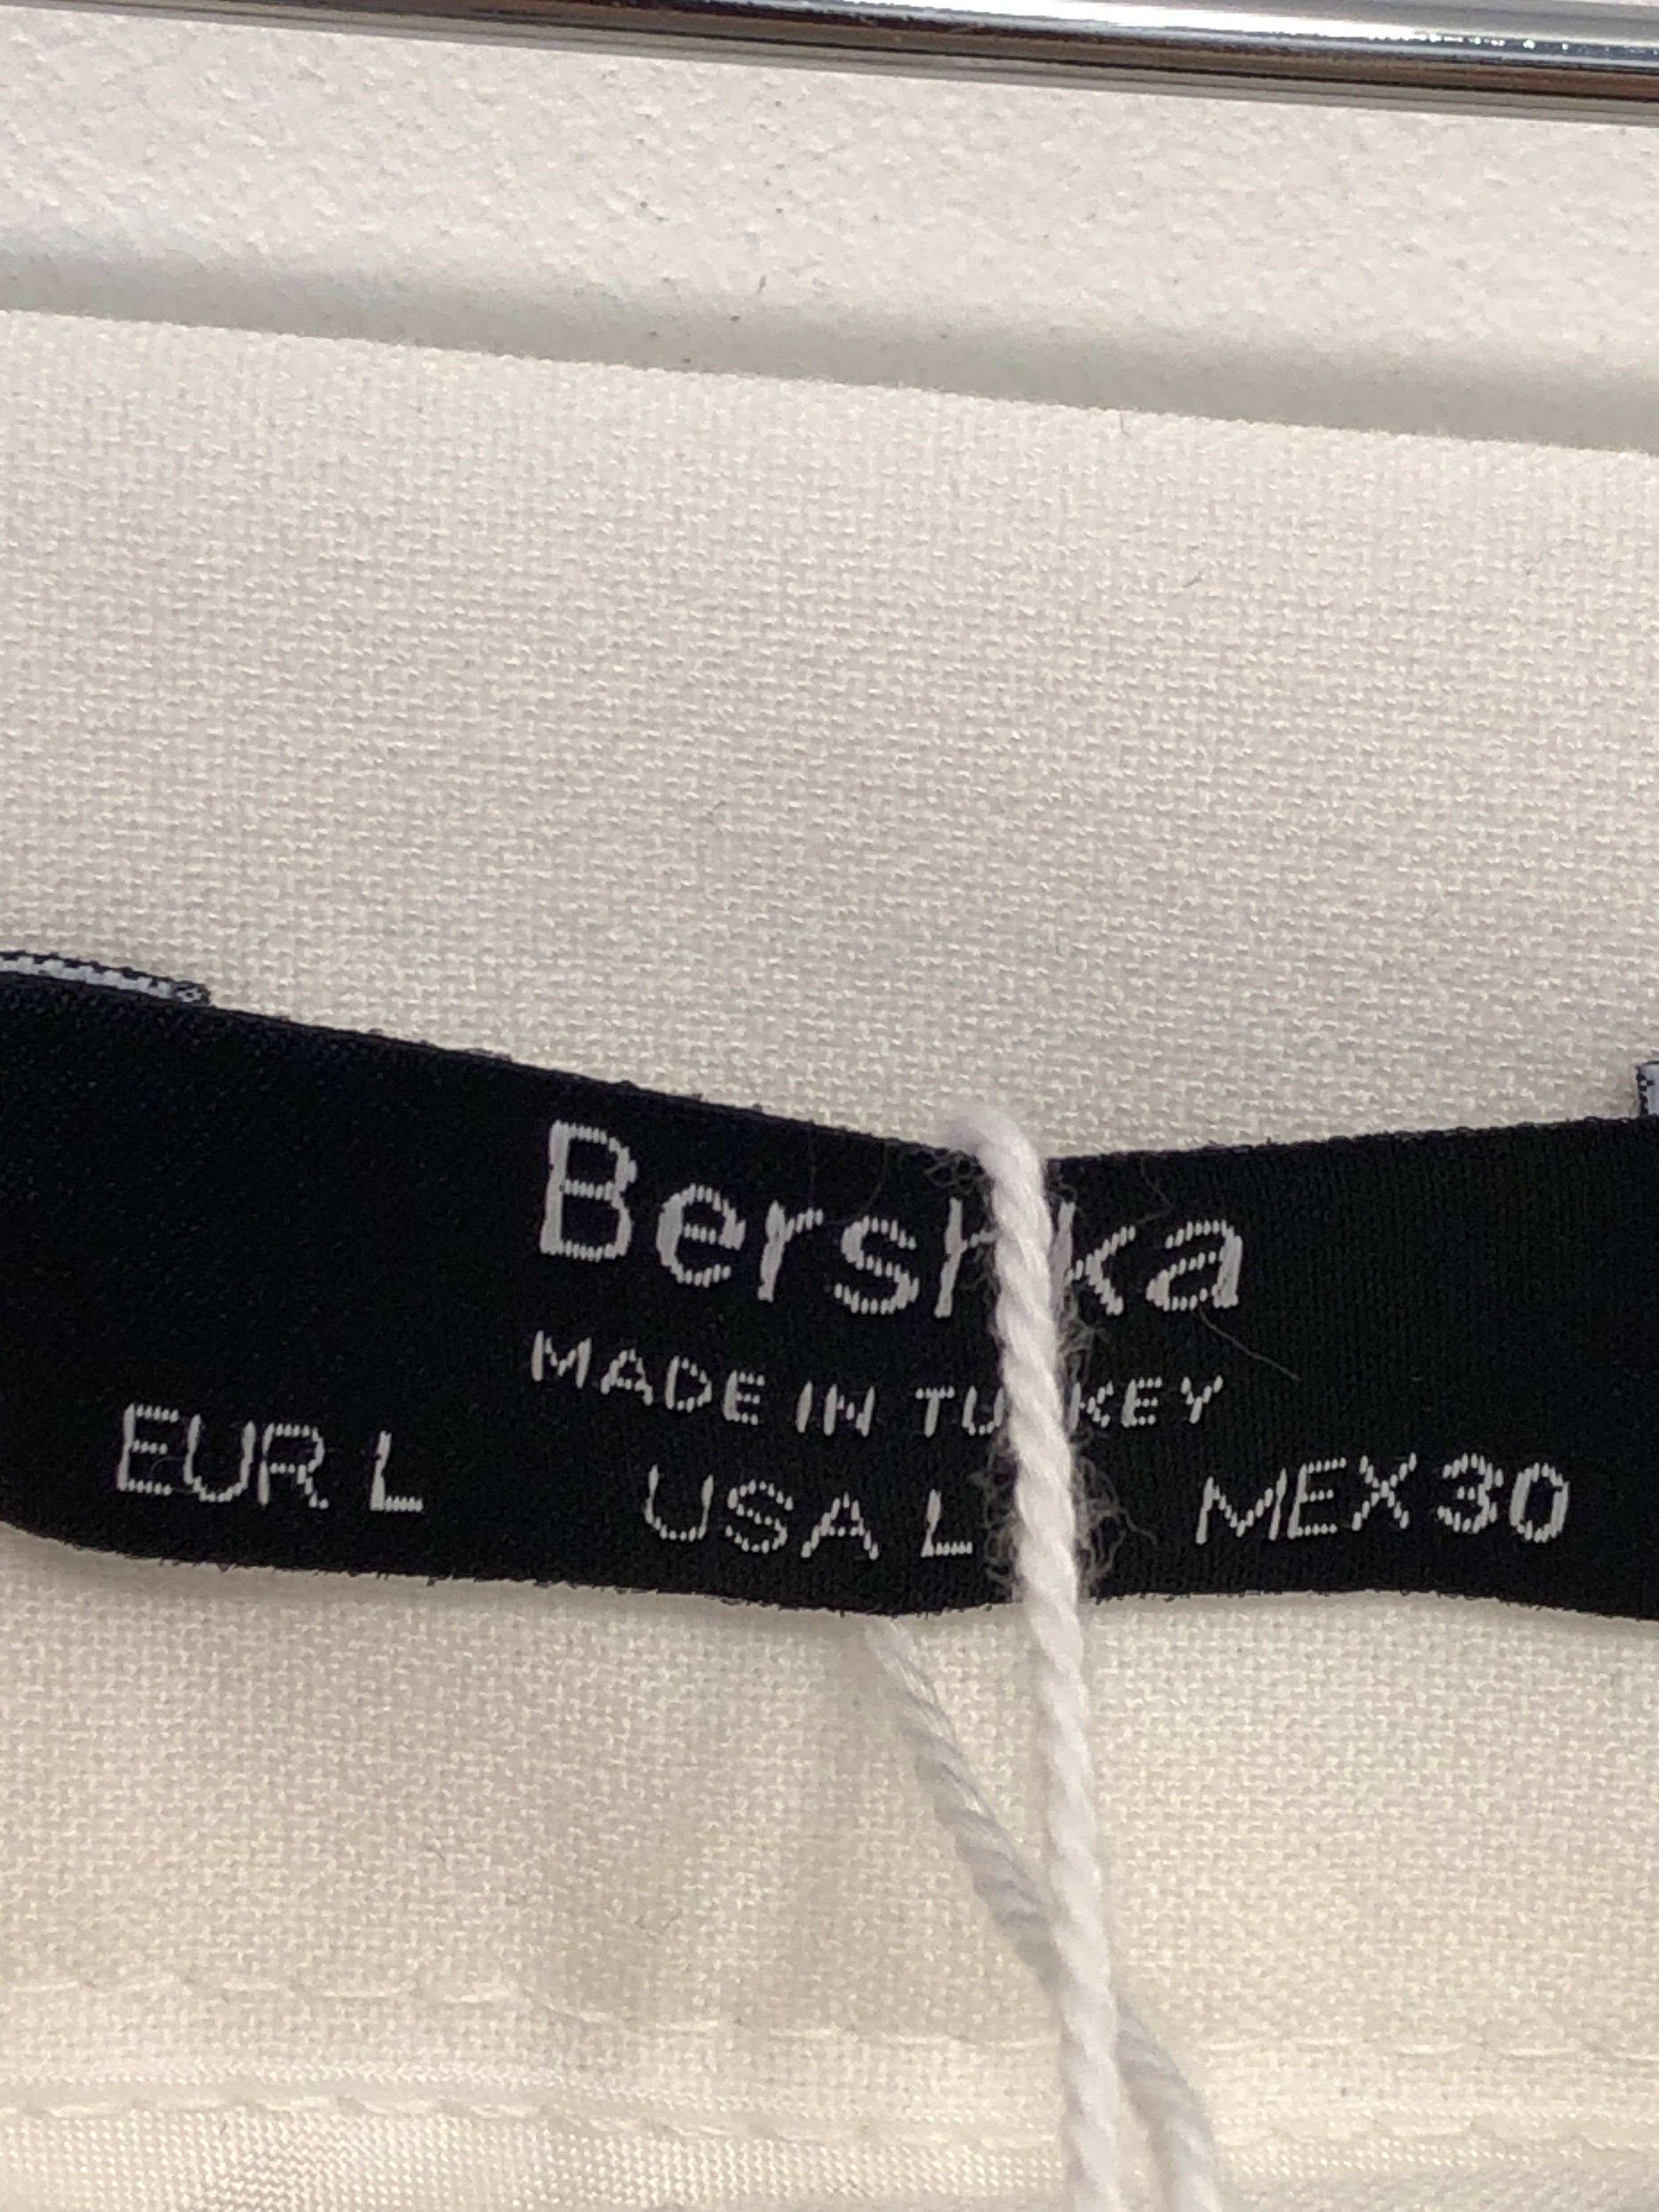 Bershka
MADE IN TURKEY
EUR L USA L MEX 30